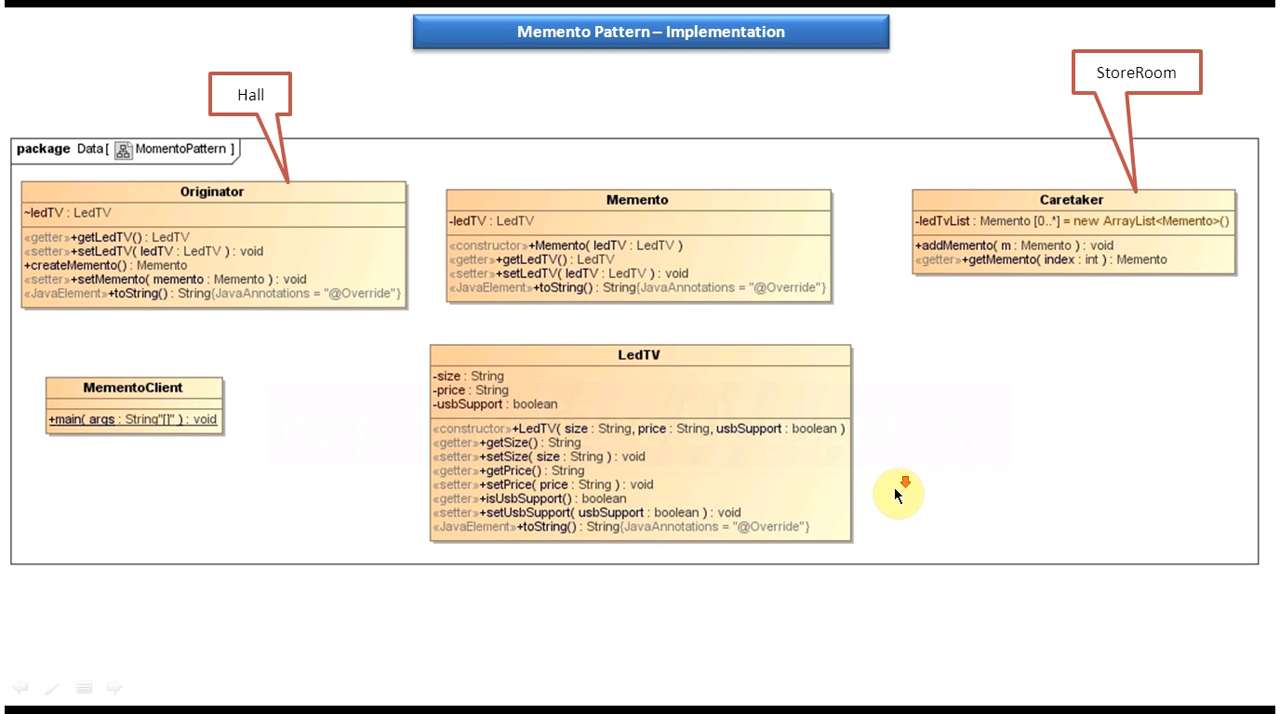 Memento Pattern – Implementation
Hall
StoreRoom
package Data [ MomentoPattern ]
Originator
~ledTV : LedTV
«getter»+getLedTV() : LedTV
«setter»+setLedTV( ledTV : LedTV ) : void
+createMemento() : Memento
«setter»+setMemento( memento : Memento ) : void
«JavaElement»+toString() : String{JavaAnnotations = "@Override"}
Memento
-ledTV : LedTV
«constructor»+Memento( ledTV : LedTV )
«getter»+getLedTV() : LedTV
«setter»+setLedTV( ledTV : LedTV ) : void
«JavaElement»+toString() : String{JavaAnnotations = "@Override"}
Caretaker
-ledTvList : Memento [0..*] = new ArrayList<Memento>()
+addMemento( m : Memento ) : void
«getter»+getMemento( index : int ) : Memento
MementoClient
+main( args : String"[]" ) : void
LedTV
-size : String
-price : String
-usbSupport : boolean
«constructor»+LedTV( size : String, price : String, usbSupport : boolean )
«getter»+getSize() : String
«setter»+setSize( size : String ) : void
«getter»+getPrice() : String
«setter»+setPrice( price : String ) : void
«getter»+isUsbSupport() : boolean
«setter»+setUsbSupport( usbSupport : boolean ) : void
«JavaElement»+toString() : String{JavaAnnotations = "@Override"}